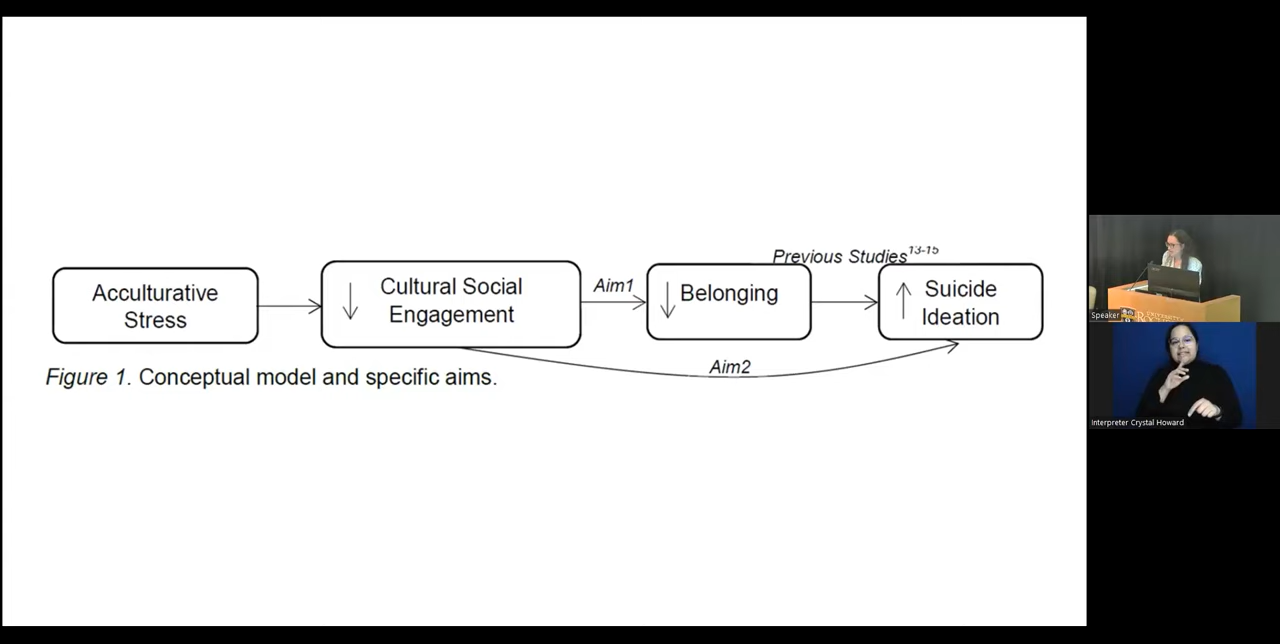 Previous Studies13-15
Acculturative
Stress
Cultural Social
Engagement
Aim1
Belonging
Suicide
Ideation
Aim2
Figure 1. Conceptual model and specific aims.
Speaker
Interpreter Crystal Howard